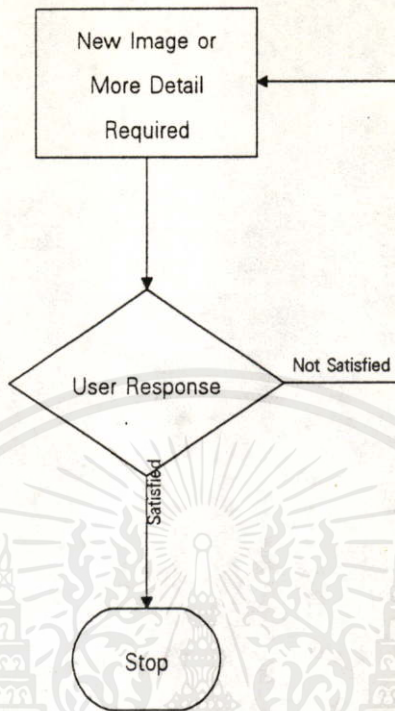 New Image or
More Detail
Required
User Response
Not Satisfied
Satisfied
Stop